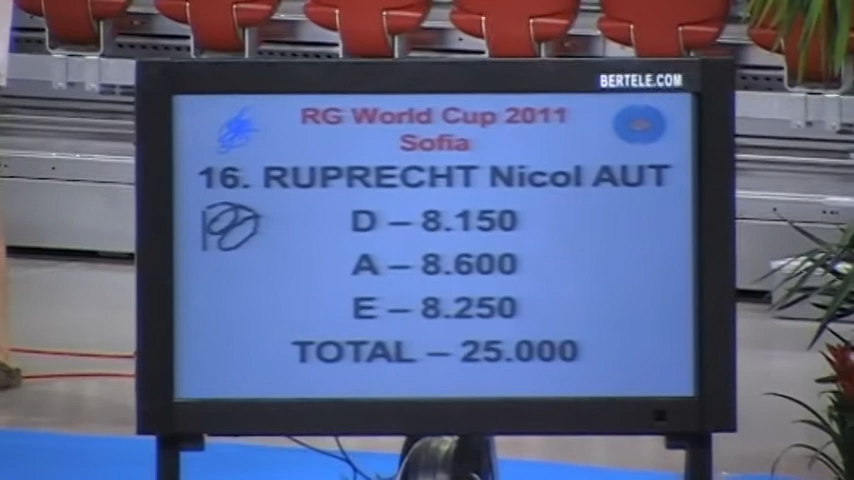 BERTELE.COM
RG World Cup 2011
Sofia
16. RUPRECHT Nicol AUT
D – 8.150
A – 8.600
E – 8.250
TOTAL – 25.000